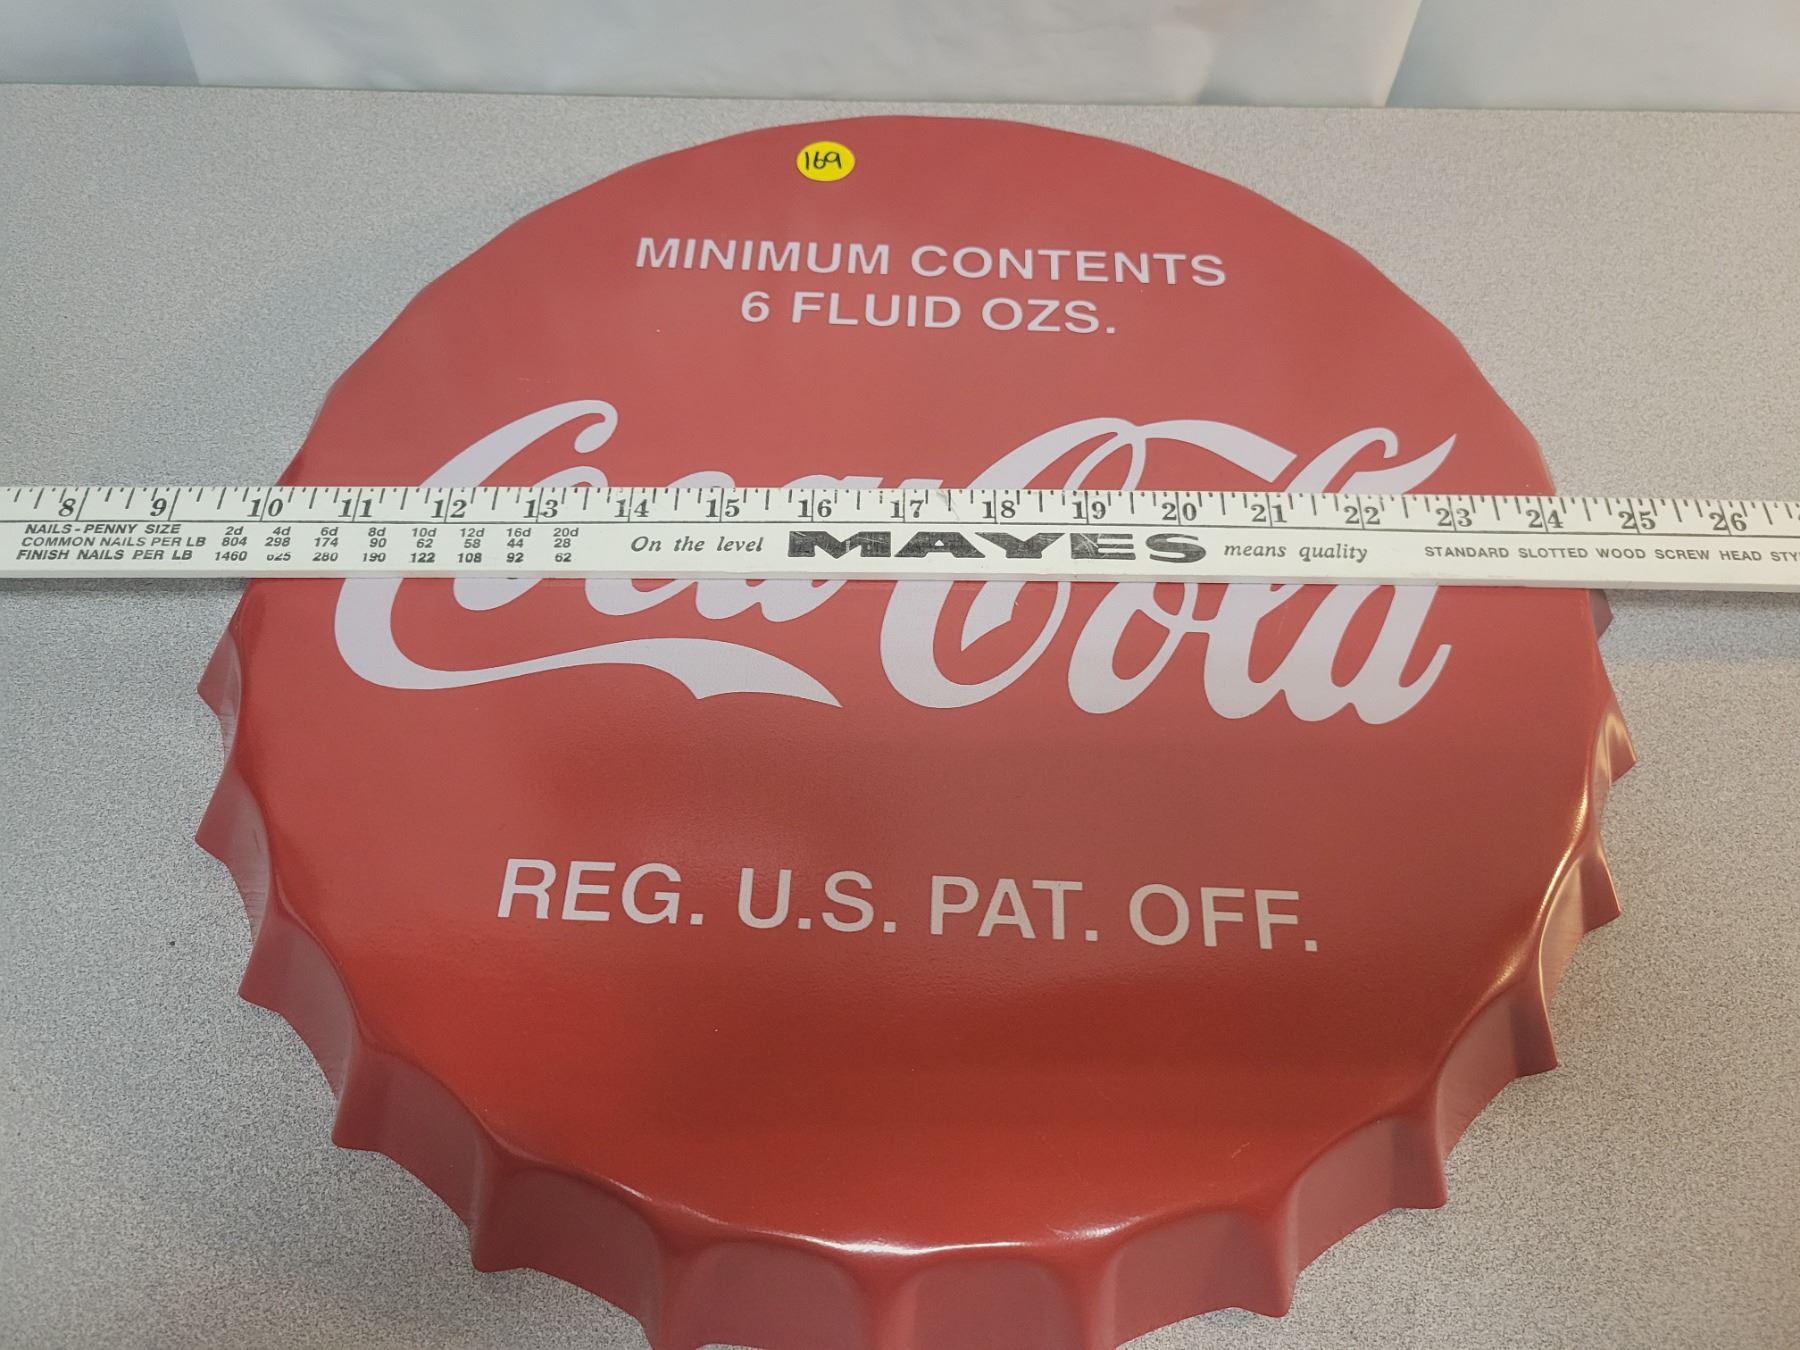 169
MINIMUM CONTENTS
6 FLUID OZS.
Coca-Cola
8 9 10 11 12 13 14 15 16 17 18 19 20 21 22 23 24 25 26
NAILS-PENNY SIZE 2d 4d 6d 8d 10d 12d 16d 20d
COMMON NAILS PER LB 804 298 174 90 62 58 44 28
FINISH NAILS PER LB 1460 625 280 190 122 108 92 62
On the level MAYES means quality
STANDARD SLOTTED WOOD SCREW HEAD
REG. U.S. PAT. OFF.